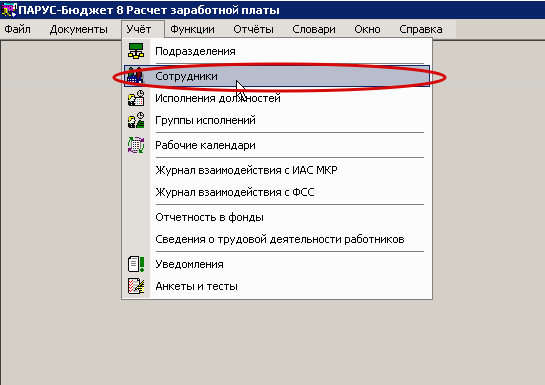 ПАРУС-Бюджет 8 Расчет заработной платы
Файл Документы Учёт Функции Отчёты Словари Окно Справка
Подразделения
Сотрудники
Исполнения должностей
Группы исполнений
Рабочие календари
Журнал взаимодействия с ИАС МКР
Журнал взаимодействия с ФСС
Отчетность в фонды
Сведения о трудовой деятельности работников
Уведомления
Анкеты и тесты